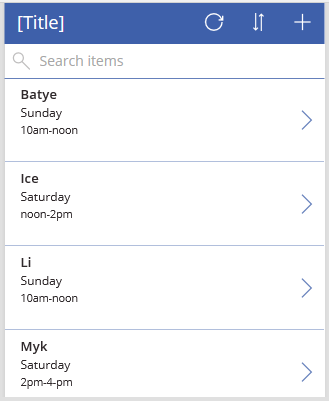 [Title]
Search items
Batye
Sunday
10am-noon
Ice
Saturday
noon-2pm
Li
Sunday
10am-noon
Myk
Saturday
2pm-4-pm